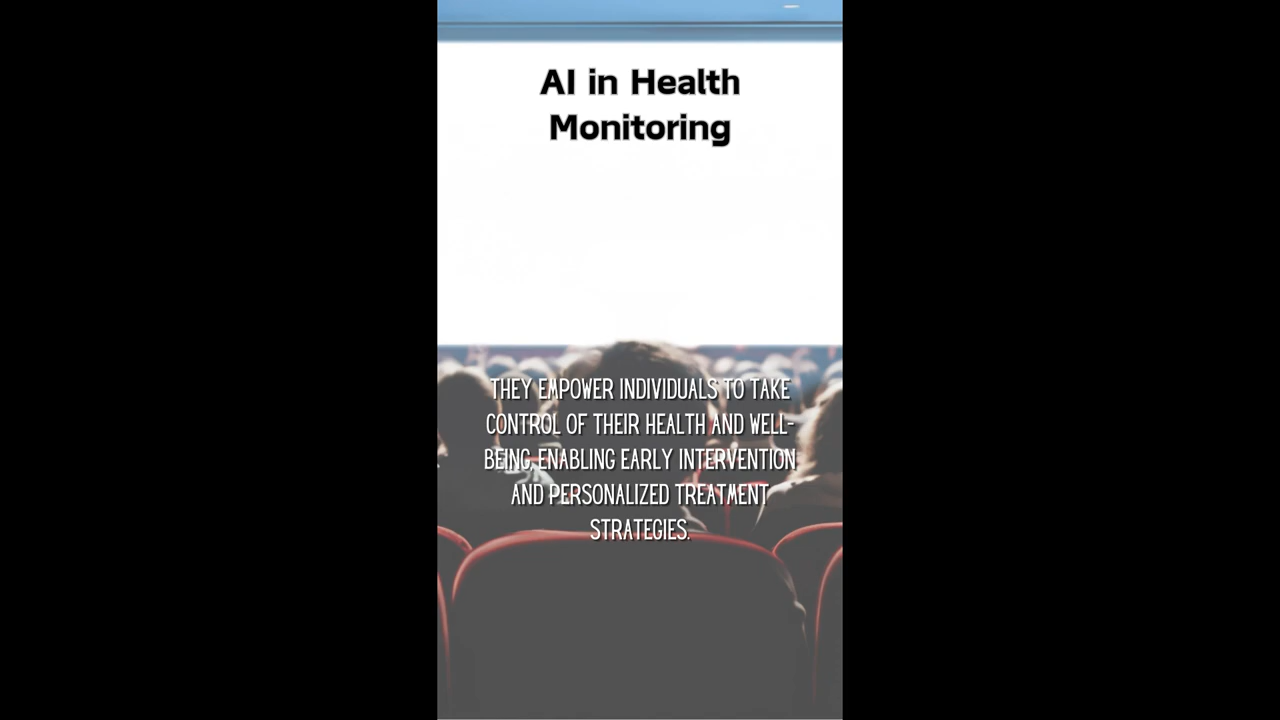 AI in Health
Monitoring
THEY EMPOWER INDIVIDUALS TO TAKE
CONTROL OF THEIR HEALTH AND WELL-
BEING, ENABLING EARLY INTERVENTION
AND PERSONALIZED TREATMENT
STRATEGIES.